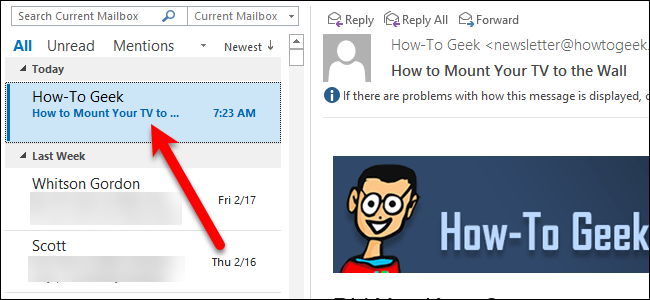 Search Current Mailbox Current Mailbox
All Unread Mentions Newest ↓
Today
How-To Geek
How to Mount Your TV to ... 7:23 AM
Last Week
Whitson Gordon
Fri 2/17
Scott
Thu 2/16
Reply Reply All Forward
How-To Geek <newsletter@howtogeek.
How to Mount Your TV to the Wall
If there are problems with how this message is displayed, c
How-To Geek